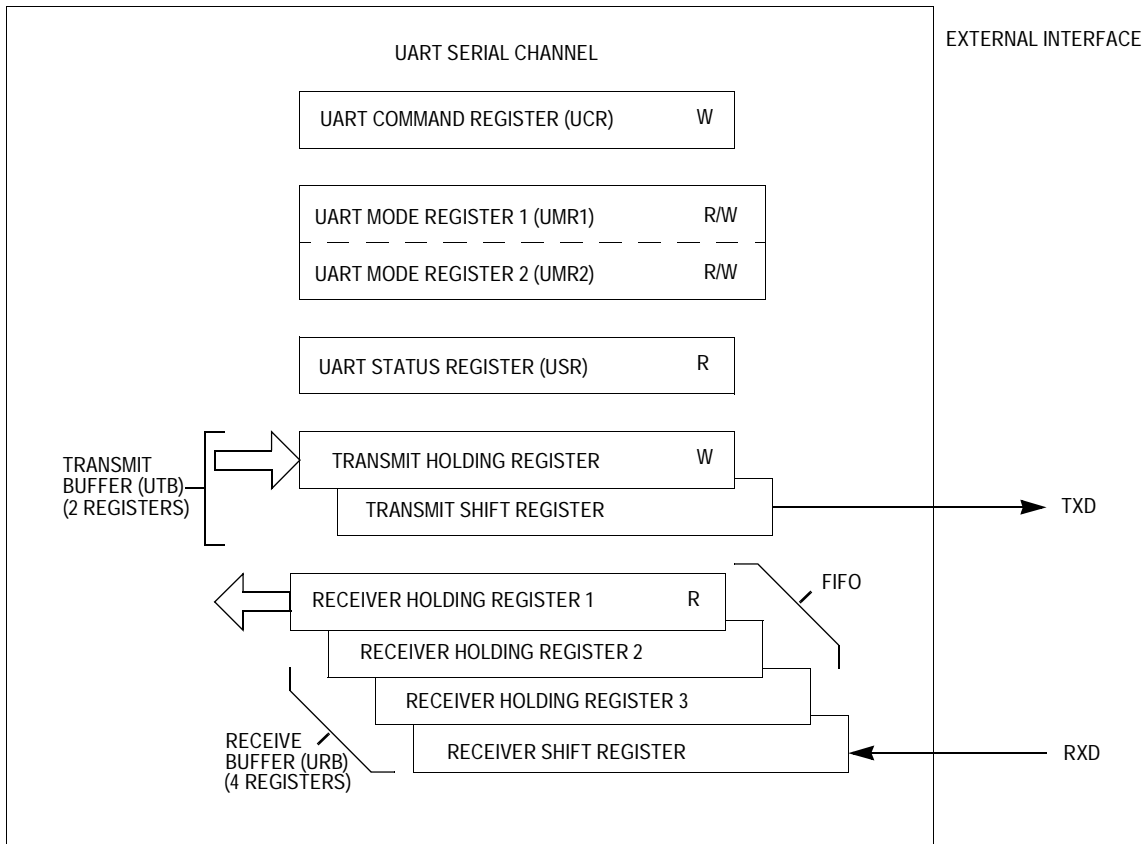 EXTERNAL INTERFACE
UART SERIAL CHANNEL
UART COMMAND REGISTER (UCR) W
UART MODE REGISTER 1 (UMR1) R/W
UART MODE REGISTER 2 (UMR2) R/W
UART STATUS REGISTER (USR) R
TRANSMIT
BUFFER (UTB)
(2 REGISTERS)
TRANSMIT HOLDING REGISTER W
TRANSMIT SHIFT REGISTER
TXD
FIFO
RECEIVER HOLDING REGISTER 1 R
RECEIVER HOLDING REGISTER 2
RECEIVER HOLDING REGISTER 3
RECEIVER SHIFT REGISTER
RECEIVE
BUFFER (URB)
(4 REGISTERS)
RXD